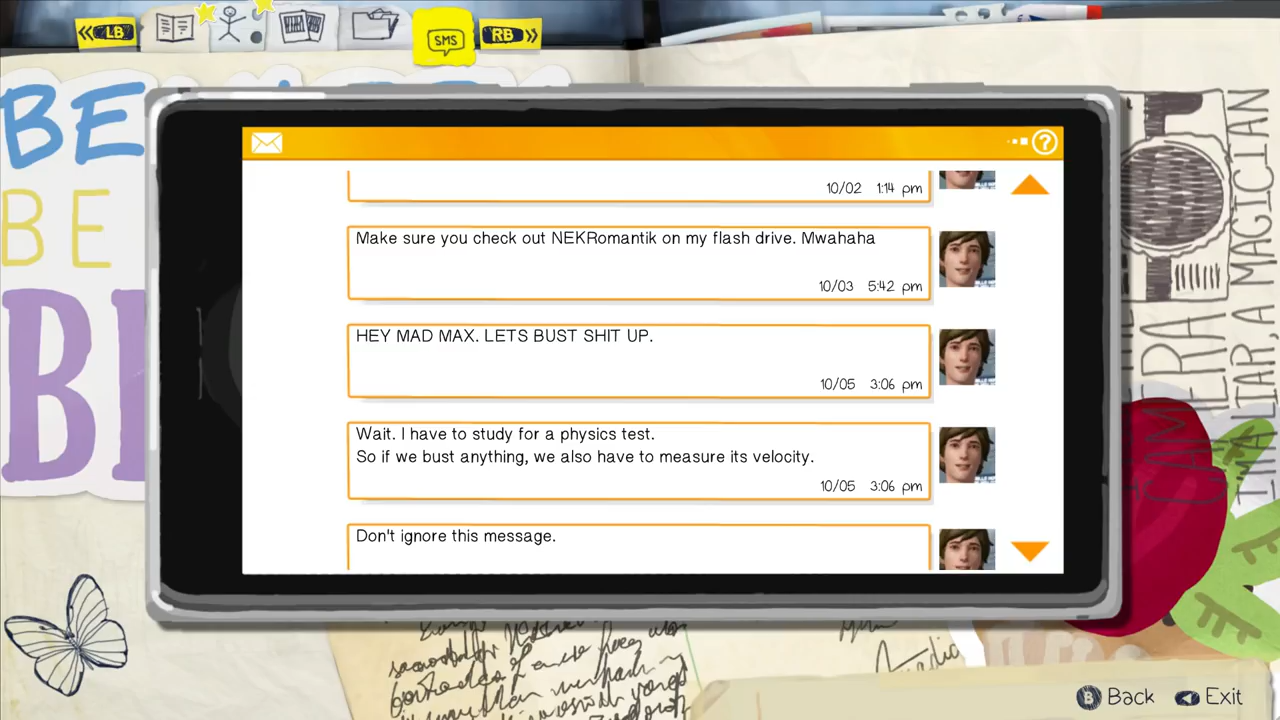 LB
SMS
RB
10/02 1:14 pm
Make sure you check out NEKRomantik on my flash drive. Mwahaha
10/03 5:42 pm
HEY MAD MAX. LETS BUST SHIT UP.
10/05 3:06 pm
Wait. I have to study for a physics test.
So if we bust anything, we also have to measure its velocity.
10/05 3:06 pm
Don't ignore this message.
BE
BE
B
MAGICIAN
B Back
Exit